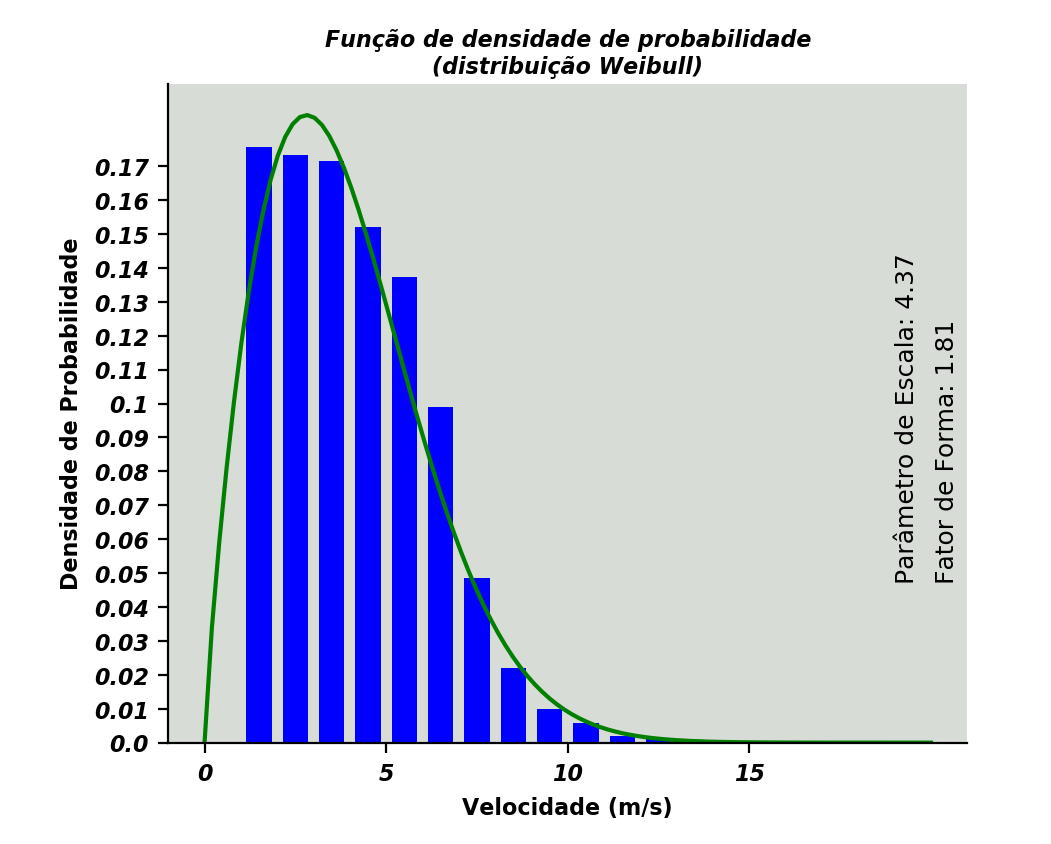 Função de densidade de probabilidade
(distribuição Weibull)
Densidade de Probabilidade
0.17
0.16
0.15
0.14
0.13
0.12
0.11
0.1
0.09
0.08
0.07
0.06
0.05
0.04
0.03
0.02
0.01
0.0
0 5 10 15
Velocidade (m/s)
Parâmetro de Escala: 4.37
Fator de Forma: 1.81